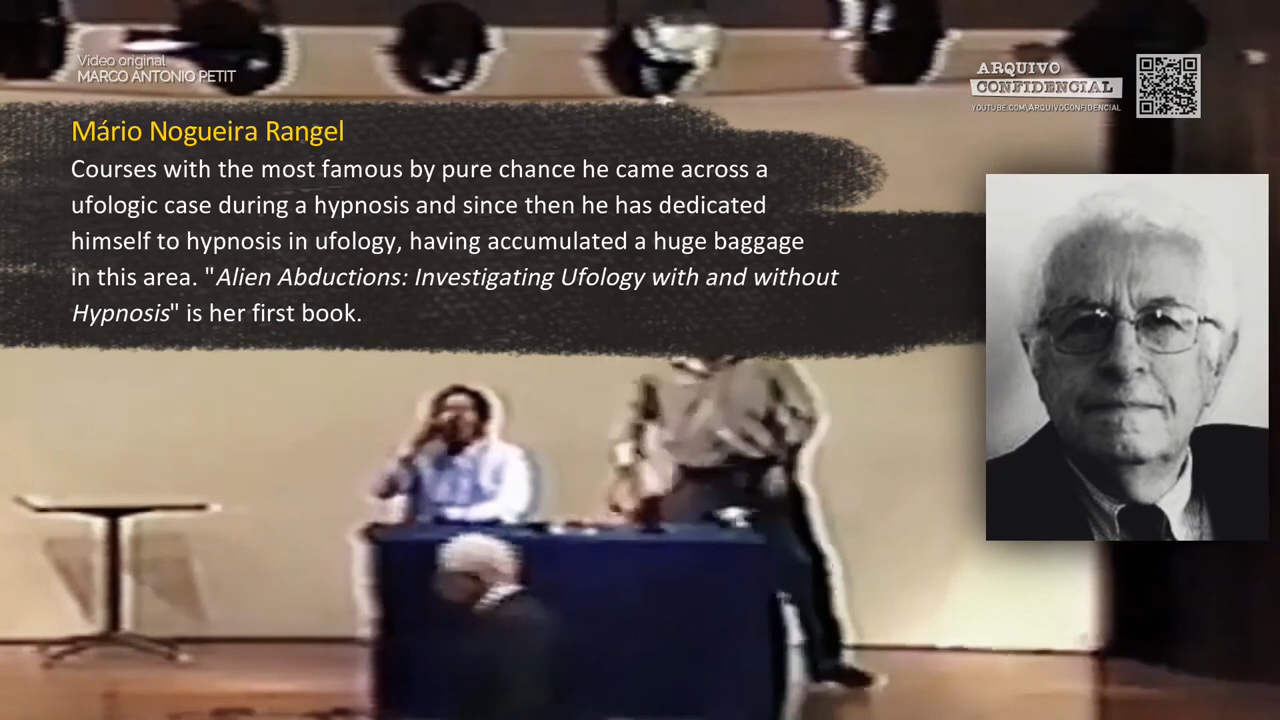 Video original
MARCO ANTONIO PETIT
ARQUIVO
CONFIDENCIAL
YOUTUBE.COM/ARQUIVOCONFIDENCIAL
Mário Nogueira Rangel
Courses with the most famous by pure chance he came across a
ufologic case during a hypnosis and since then he has dedicated
himself to hypnosis in ufology, having accumulated a huge baggage
in this area. "Alien Abductions: Investigating Ufology with and without
Hypnosis" is her first book.